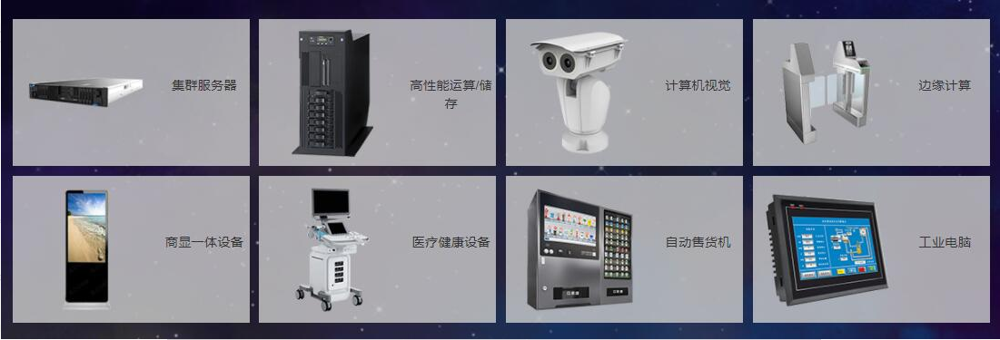 集群服务器
高性能运算/储
存
计算机视觉
边缘计算
商显一体设备
医疗健康设备
自动售货机
工业电脑